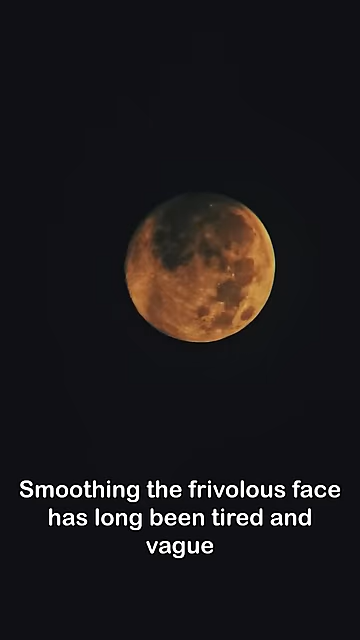 Smoothing the frivolous face
has long been tired and
vague